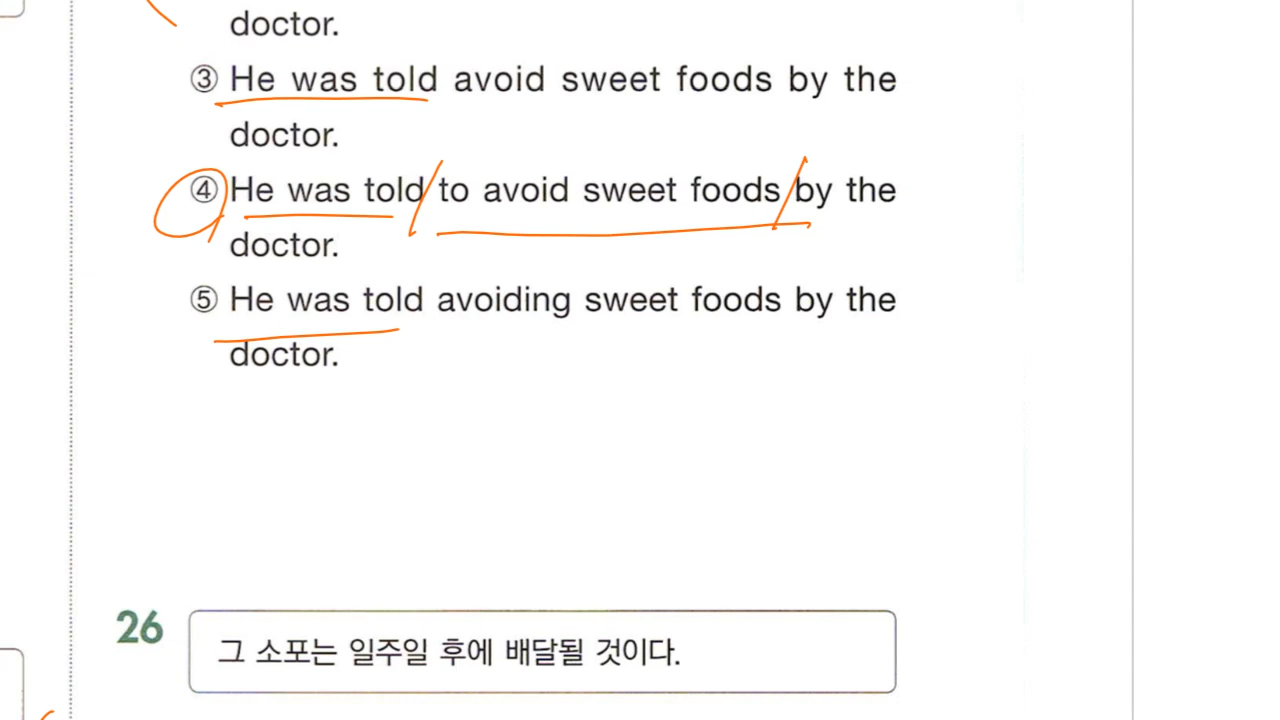 doctor.
③ He was told avoid sweet foods by the
doctor.
④ He was told to avoid sweet foods by the
doctor.
⑤ He was told avoiding sweet foods by the
doctor.
26
그 소포는 일주일 후에 배달될 것이다.